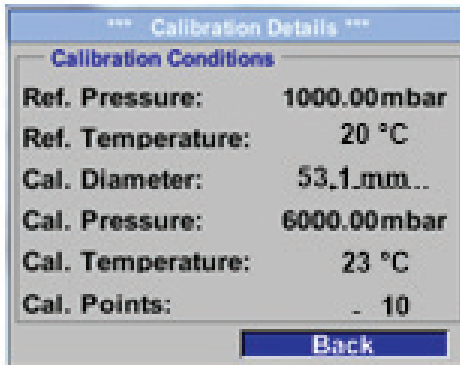 *** Calibration Details ***
Calibration Conditions
Ref. Pressure: 1000.00mbar
Ref. Temperature: 20 °C
Cal. Diameter: 53.1 mm
Cal. Pressure: 6000.00mbar
Cal. Temperature: 23 °C
Cal. Points: 10
Back